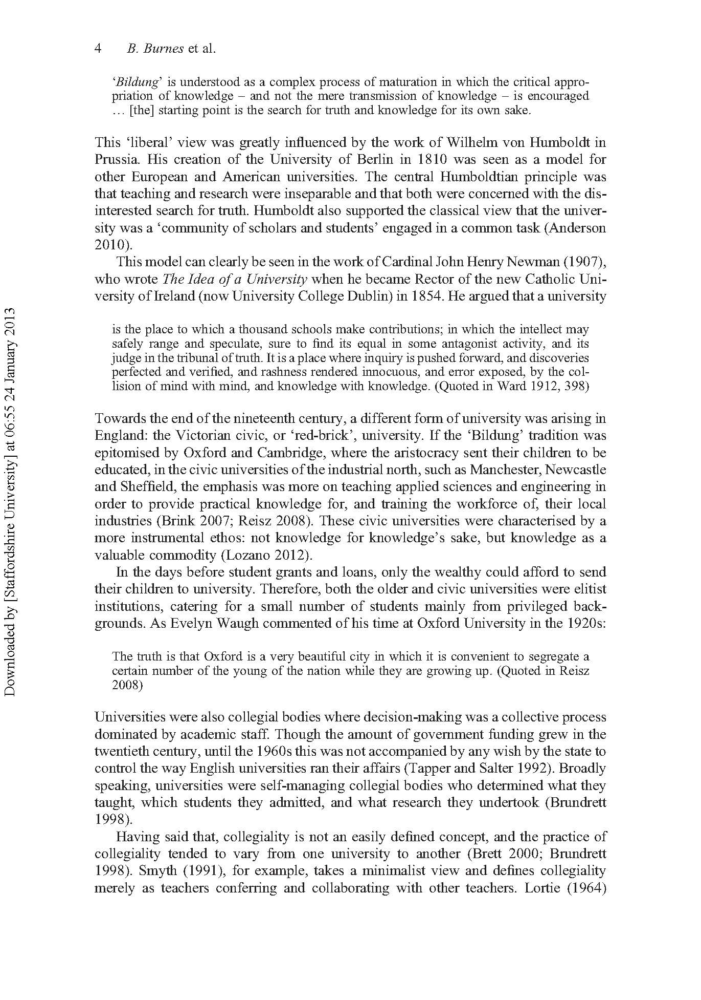 4 B. Burnes et al.
‘Bildung’ is understood as a complex process of maturation in which the critical appro-
priation of knowledge – and not the mere transmission of knowledge – is encouraged
… [the] starting point is the search for truth and knowledge for its own sake.
This ‘liberal’ view was greatly influenced by the work of Wilhelm von Humboldt in
Prussia. His creation of the University of Berlin in 1810 was seen as a model for
other European and American universities. The central Humboldtian principle was
that teaching and research were inseparable and that both were concerned with the dis-
interested search for truth. Humboldt also supported the classical view that the univer-
sity was a ‘community of scholars and students’ engaged in a common task (Anderson
2010).
This model can clearly be seen in the work of Cardinal John Henry Newman (1907),
who wrote The Idea of a University when he became Rector of the new Catholic Uni-
versity of Ireland (now University College Dublin) in 1854. He argued that a university
is the place to which a thousand schools make contributions; in which the intellect may
safely range and speculate, sure to find its equal in some antagonist activity, and its
judge in the tribunal of truth. It is a place where inquiry is pushed forward, and discoveries
perfected and verified, and rashness rendered innocuous, and error exposed, by the col-
lision of mind with mind, and knowledge with knowledge. (Quoted in Ward 1912, 398)
Towards the end of the nineteenth century, a different form of university was arising in
England: the Victorian civic, or ‘red-brick’, university. If the ‘Bildung’ tradition was
epitomised by Oxford and Cambridge, where the aristocracy sent their children to be
educated, in the civic universities of the industrial north, such as Manchester, Newcastle
and Sheffield, the emphasis was more on teaching applied sciences and engineering in
order to provide practical knowledge for, and training the workforce of, their local
industries (Brink 2007; Reisz 2008). These civic universities were characterised by a
more instrumental ethos: not knowledge for knowledge’s sake, but knowledge as a
valuable commodity (Lozano 2012).
In the days before student grants and loans, only the wealthy could afford to send
their children to university. Therefore, both the older and civic universities were elitist
institutions, catering for a small number of students mainly from privileged back-
grounds. As Evelyn Waugh commented of his time at Oxford University in the 1920s:
The truth is that Oxford is a very beautiful city in which it is convenient to segregate a
certain number of the young of the nation while they are growing up. (Quoted in Reisz
2008)
Universities were also collegial bodies where decision-making was a collective process
dominated by academic staff. Though the amount of government funding grew in the
twentieth century, until the 1960s this was not accompanied by any wish by the state to
control the way English universities ran their affairs (Tapper and Salter 1992). Broadly
speaking, universities were self-managing collegial bodies who determined what they
taught, which students they admitted, and what research they undertook (Brundrett
1998).
Having said that, collegiality is not an easily defined concept, and the practice of
collegiality tended to vary from one university to another (Brett 2000; Brundrett
1998). Smyth (1991), for example, takes a minimalist view and defines collegiality
merely as teachers conferring and collaborating with other teachers. Lortie (1964)
Downloaded by [Staffordshire University] at 06:55 24 January 2013